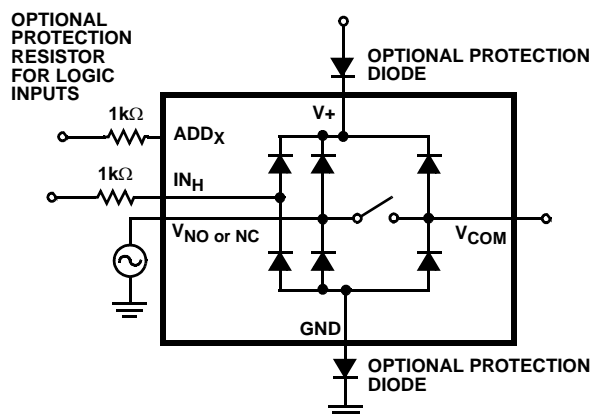 OPTIONAL
PROTECTION
RESISTOR
FOR LOGIC
INPUTS
OPTIONAL PROTECTION
DIODE
V+
1kΩ
ADDX
1kΩ
INH
VNO or NC
VCOM
GND
OPTIONAL PROTECTION
DIODE